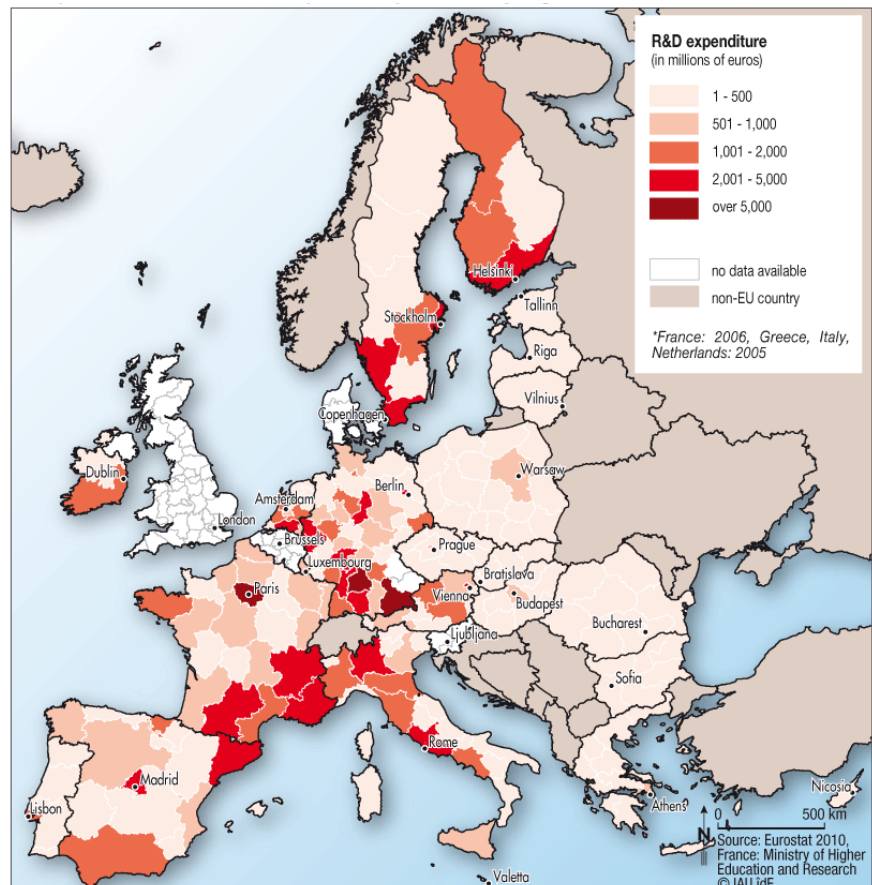 R&D expenditure
(in millions of euros)
1 - 500
501 - 1,000
1,001 - 2,000
2,001 - 5,000
over 5,000
no data available
non-EU country
*France: 2006, Greece, Italy,
Netherlands: 2005
Helsinki
Tallinn
Stockholm
Riga
Vilnius
Copenhagen
Dublin
Berlin
Warsaw
Amsterdam
London
Brussels
Prague
Luxembourg
Paris
Bratislava
Vienna
Budapest
Ljubljana
Bucharest
Sofia
Rome
Madrid
Lisbon
Athens
Nicosia
Valetta
0 500 km
N
Source: Eurostat 2010,
France: Ministry of Higher
Education and Research
© IAU îdF